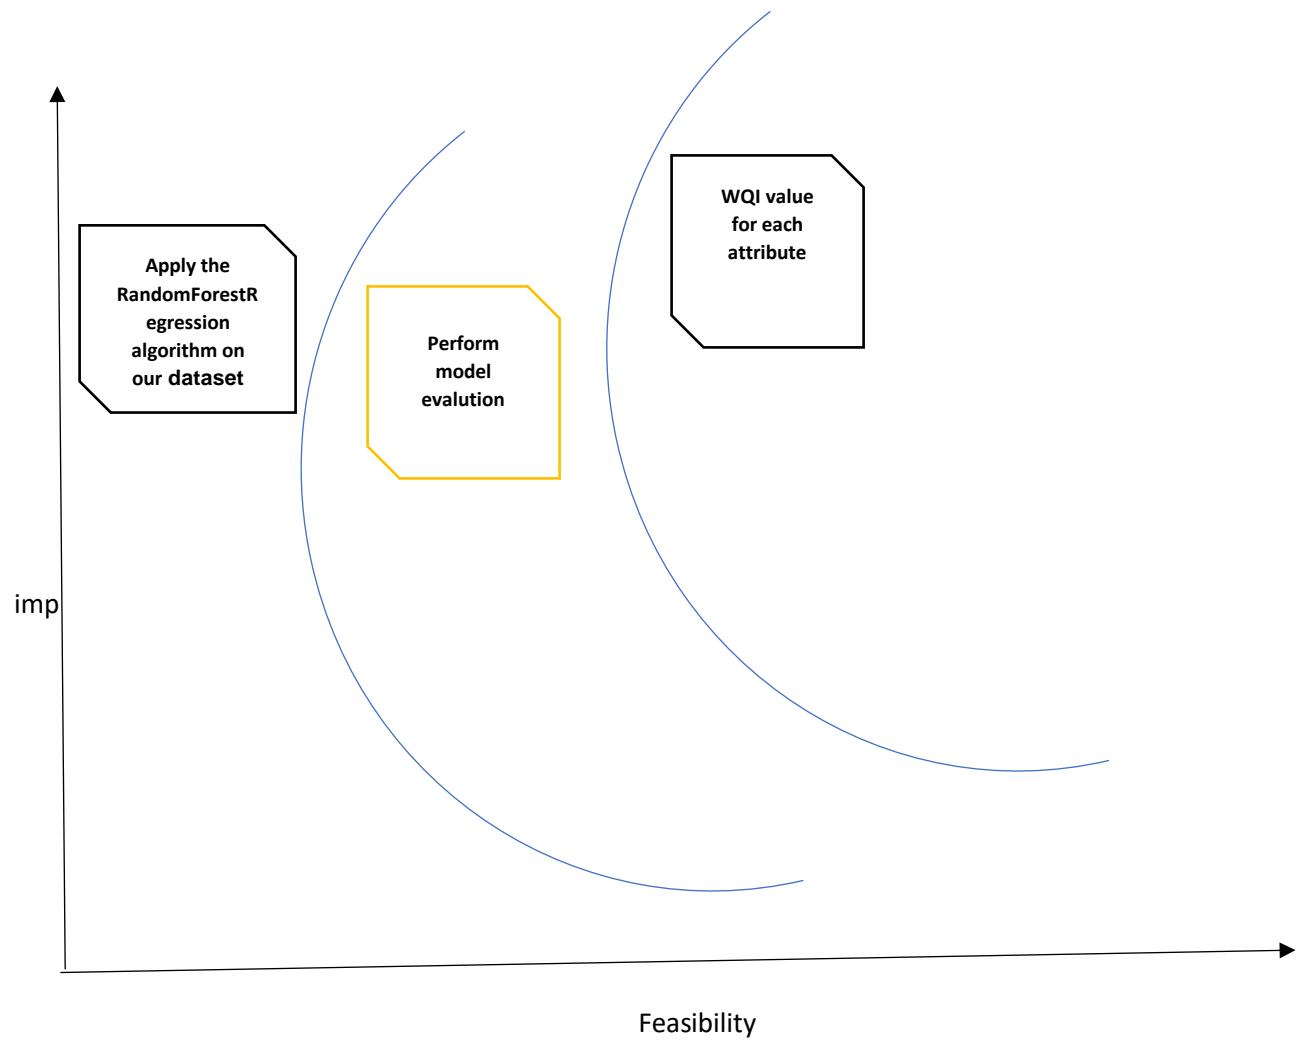 WQI value
for each
attribute
Apply the
RandomForestR
egression
algorithm on
our dataset
Perform
model
evalution
imp
Feasibility